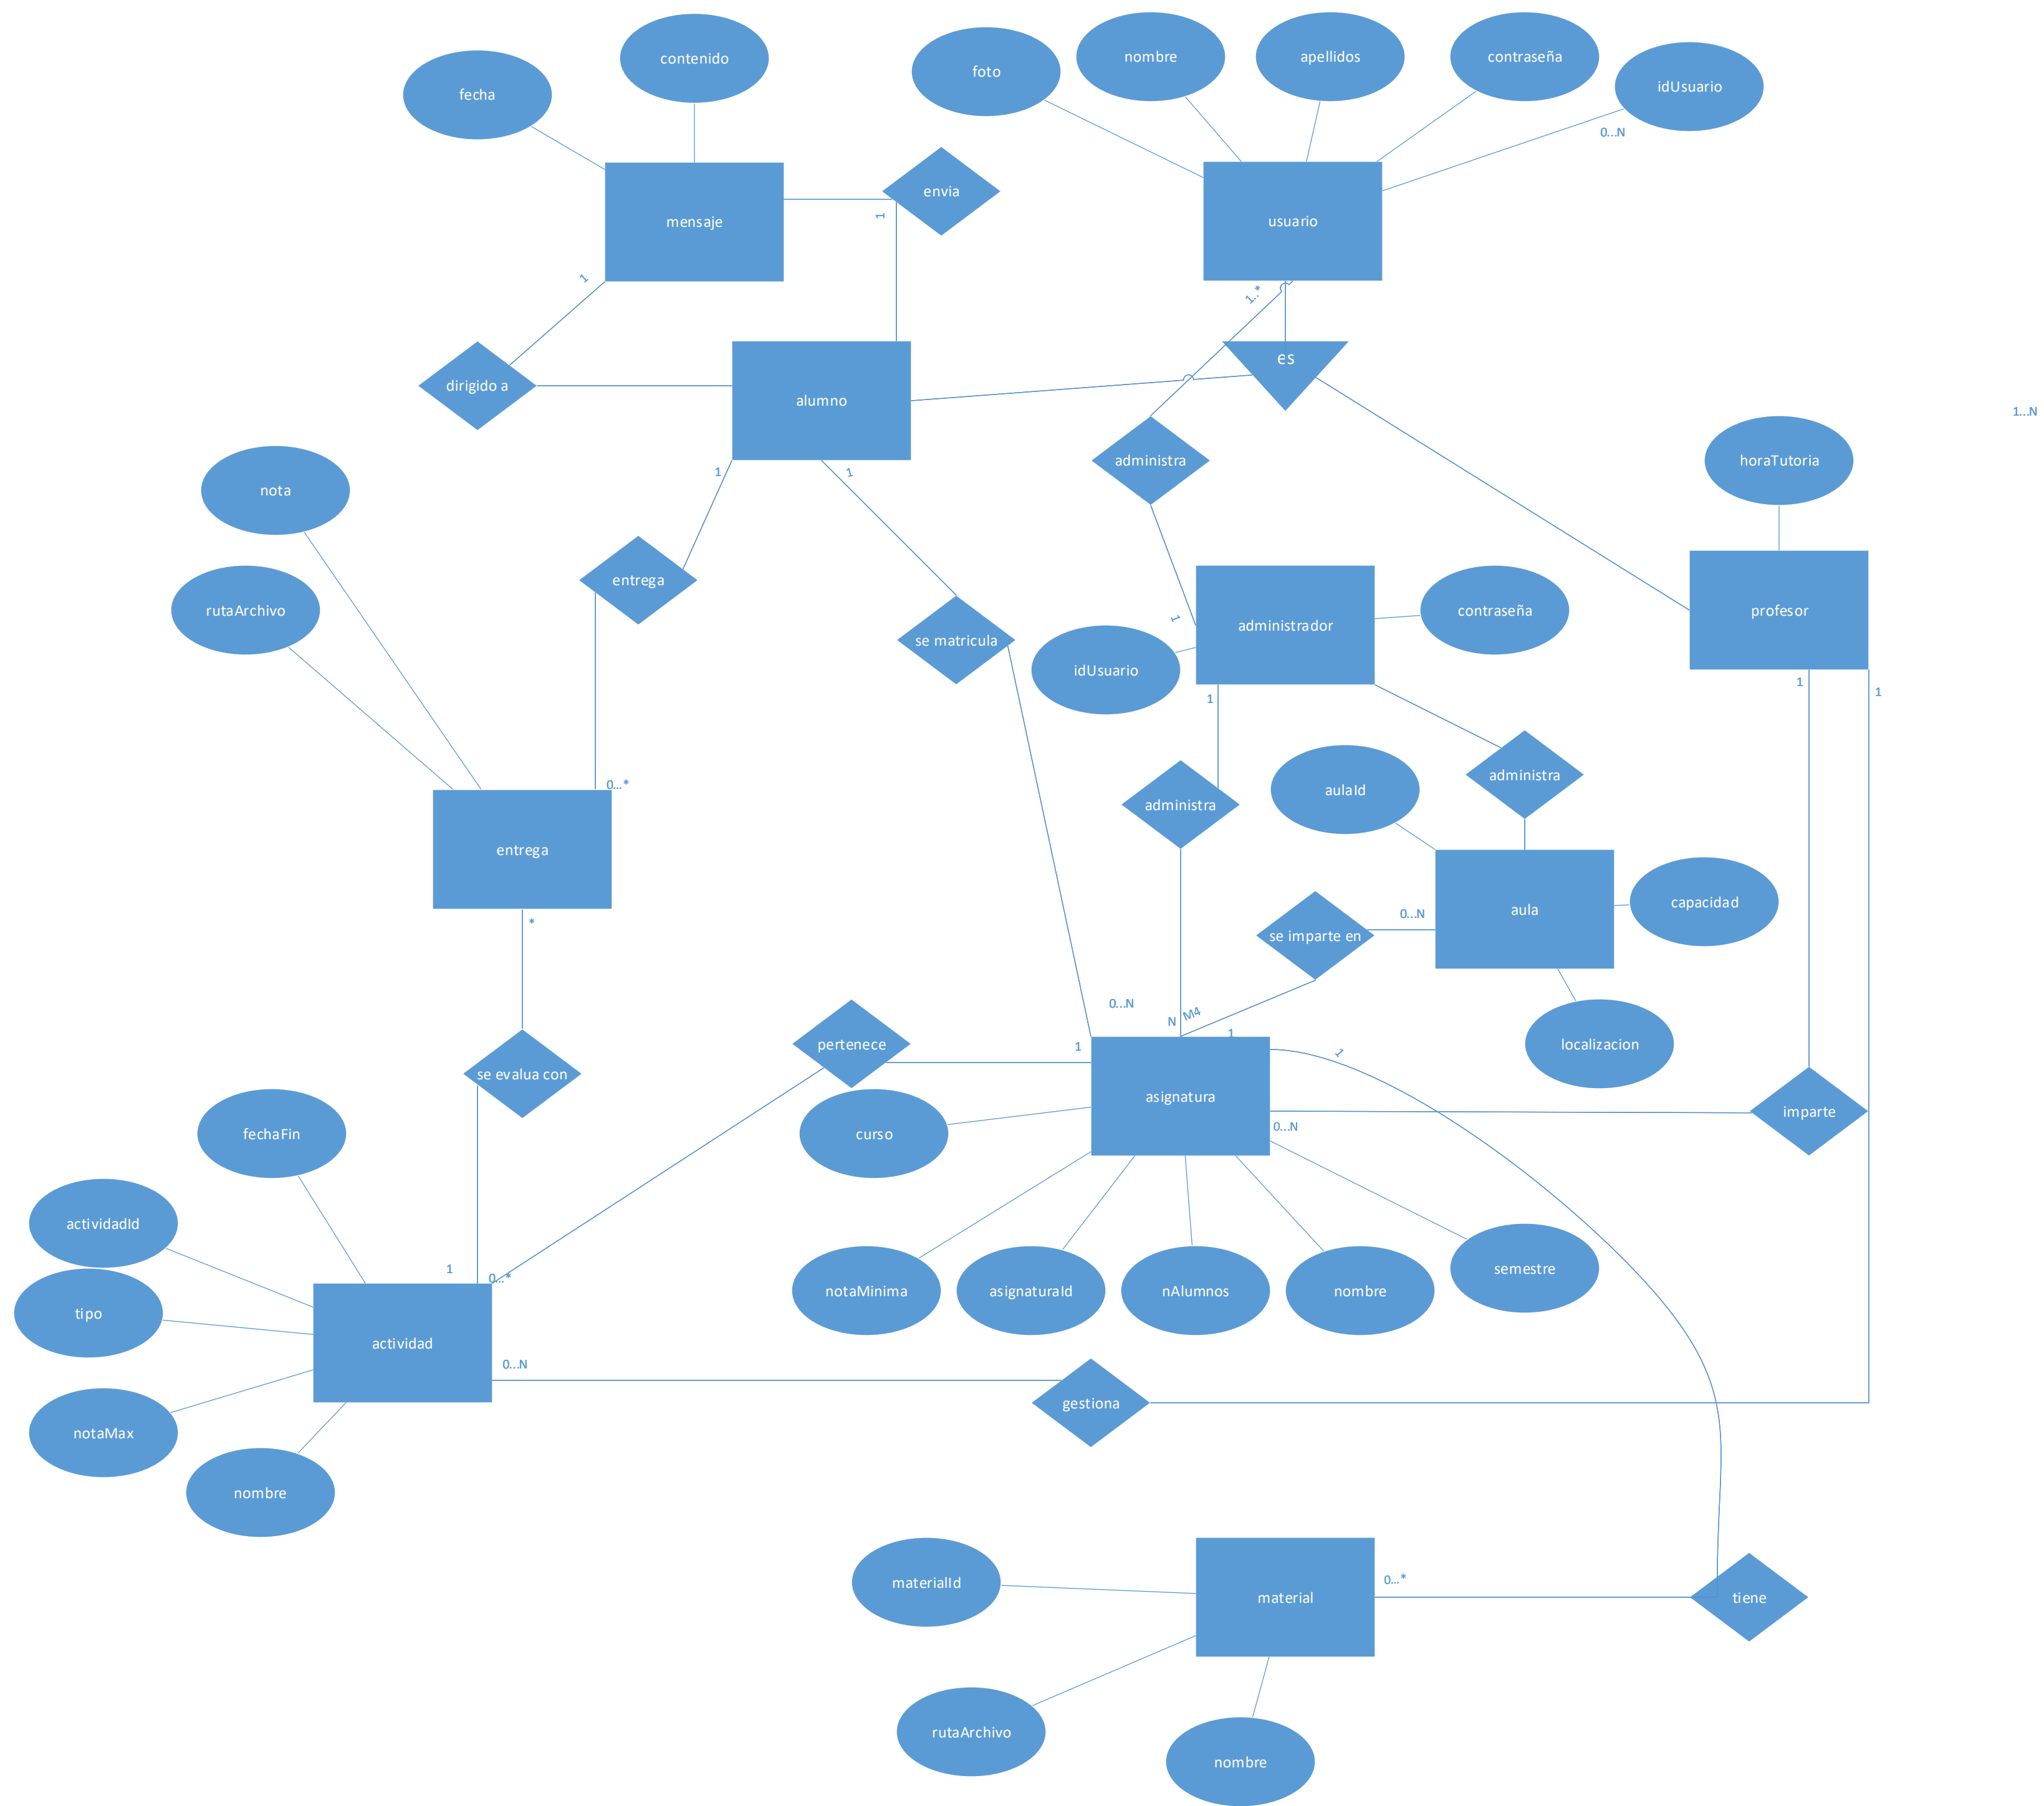 contenido
nombre
apellidos
contraseña
foto
idUsuario
fecha
0...N
envia
mensaje
usuario
1
1
1..*
es
dirigido a
alumno
1...N
administra
horaTutoria
1
1
nota
entrega
rutaArchivo
contraseña
profesor
1
administrador
se matricula
idUsuario
1
1
1
administra
aulaId
0...*
administra
entrega
capacidad
aula
0...N
*
se imparte en
0...N
M4
N
1
pertenece
1
1
localizacion
se evalua con
asignatura
imparte
0...N
curso
fechaFin
actividadId
1
0...*
semestre
notaMinima
asignaturaId
nAlumnos
nombre
tipo
actividad
0...N
gestiona
notaMax
nombre
0...*
materialId
material
tiene
rutaArchivo
nombre